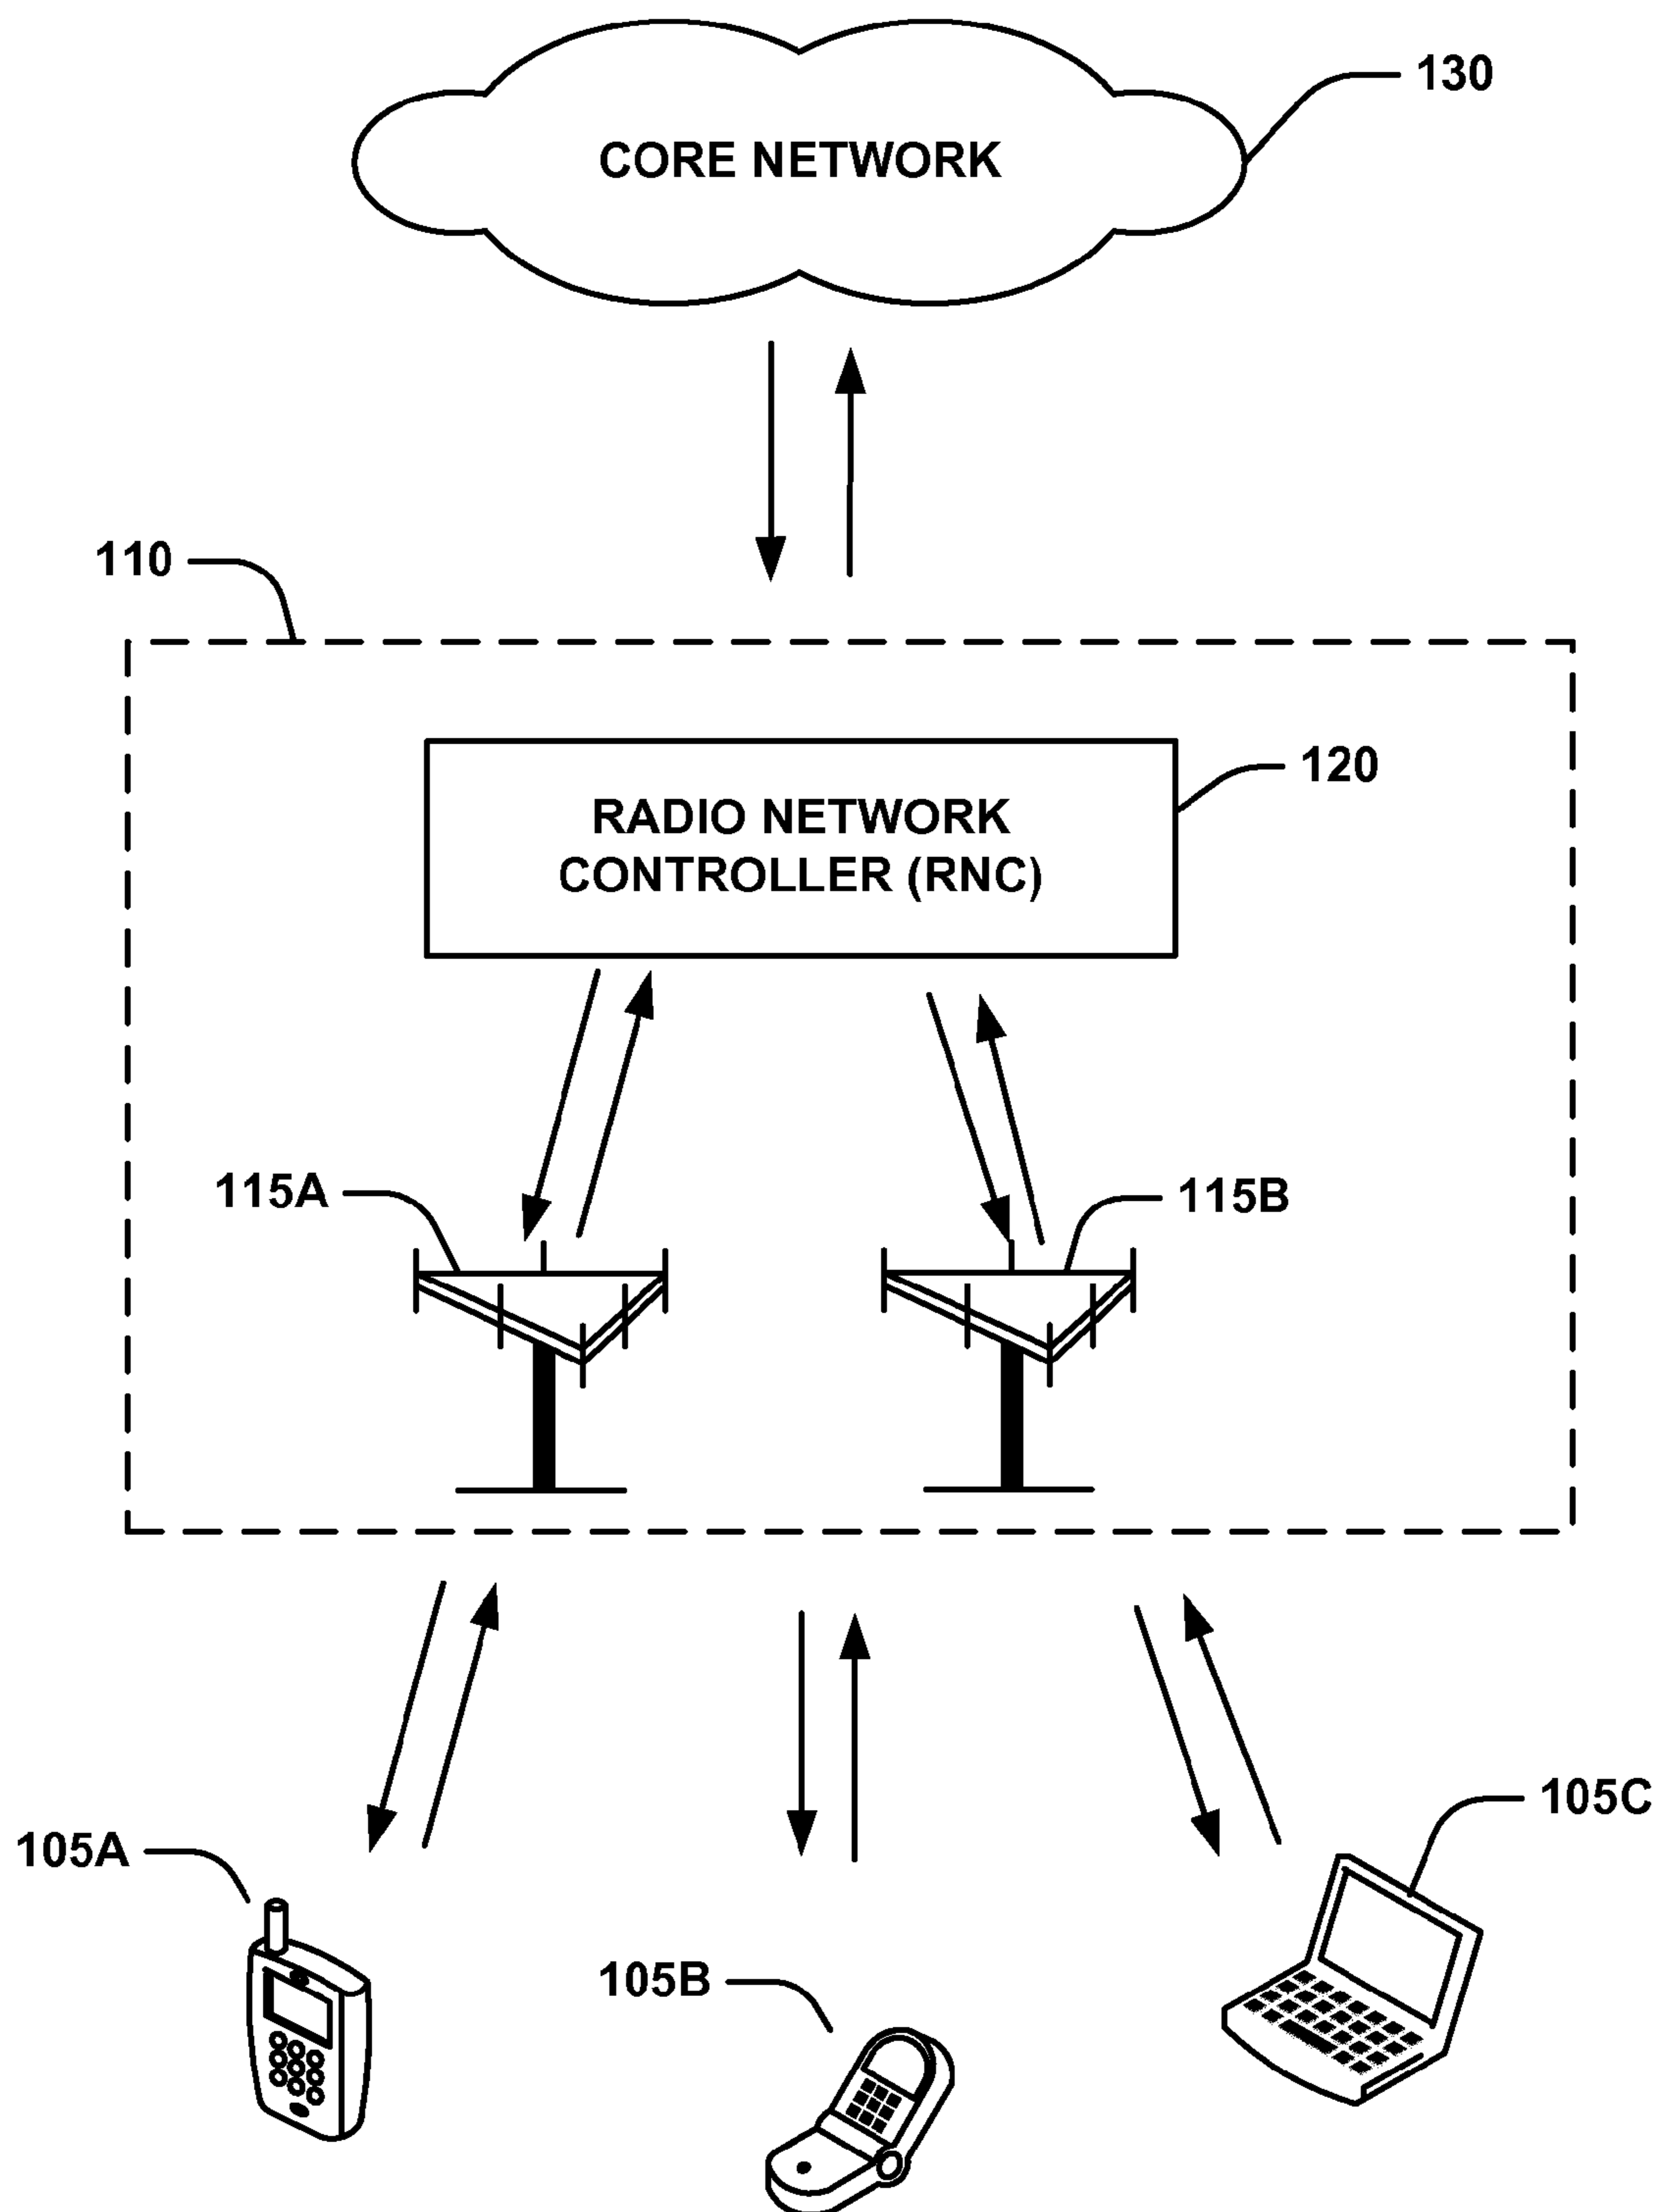 130
CORE NETWORK
110
120
RADIO NETWORK
CONTROLLER (RNC)
115A
115B
105C
105A
105B